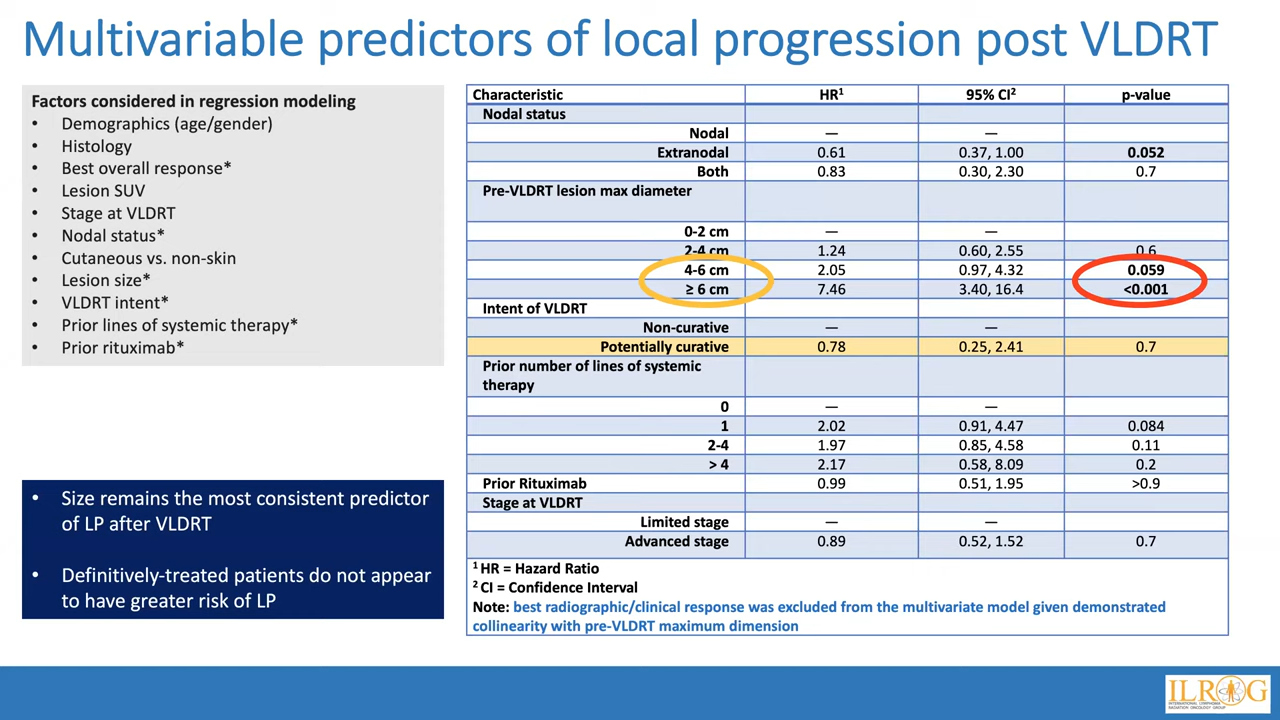 Multivariable predictors of local progression post VLDRT
Factors considered in regression modeling
• Demographics (age/gender)
• Histology
• Best overall response*
• Lesion SUV
• Stage at VLDRT
• Nodal status*
• Cutaneous vs. non-skin
• Lesion size*
• VLDRT intent*
• Prior lines of systemic therapy*
• Prior rituximab*
• Size remains the most consistent predictor
of LP after VLDRT
• Definitively-treated patients do not appear
to have greater risk of LP
Characteristic HR¹ 95% CI² p-value
Nodal status
Nodal — —
Extranodal 0.61 0.37, 1.00 0.052
Both 0.83 0.30, 2.30 0.7
Pre-VLDRT lesion max diameter
0-2 cm — —
2-4 cm 1.24 0.60, 2.55 0.6
4-6 cm 2.05 0.97, 4.32 0.059
≥ 6 cm 7.46 3.40, 16.4 <0.001
Intent of VLDRT
Non-curative — —
Potentially curative 0.78 0.25, 2.41 0.7
Prior number of lines of systemic
therapy
0 — —
1 2.02 0.91, 4.47 0.084
2-4 1.97 0.85, 4.58 0.11
> 4 2.17 0.58, 8.09 0.2
Prior Rituximab 0.99 0.51, 1.95 >0.9
Stage at VLDRT
Limited stage — —
Advanced stage 0.89 0.52, 1.52 0.7
¹ HR = Hazard Ratio
² CI = Confidence Interval
Note: best radiographic/clinical response was excluded from the multivariate model given demonstrated
collinearity with pre-VLDRT maximum dimension
ILROG
INTERNATIONAL LYMPHOMA
RADIATION ONCOLOGY GROUP